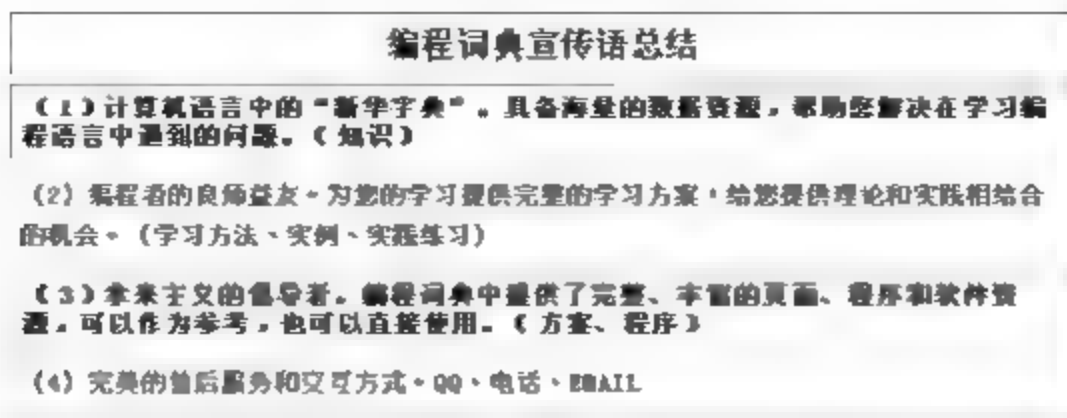 编程词典宣传语总结
(1)计算机语言中的“新华字典”。具备海量的数据资源,帮助您解决在学习编
程语言中遇到的问题。(知识)
(2)编程者的良师益友。为您的学习提供完整的学习方案,给您提供理论和实践相结合
的机会。(学习方法、实例、实践练习)
(3)拿来主义的倡导者。编程词典中提供了完整、丰富的页面、程序和软件资
源,可以作为参考,也可以直接使用。(方案、程序)
(4)完美的售后服务和交互方式。QQ、电话、EMAIL